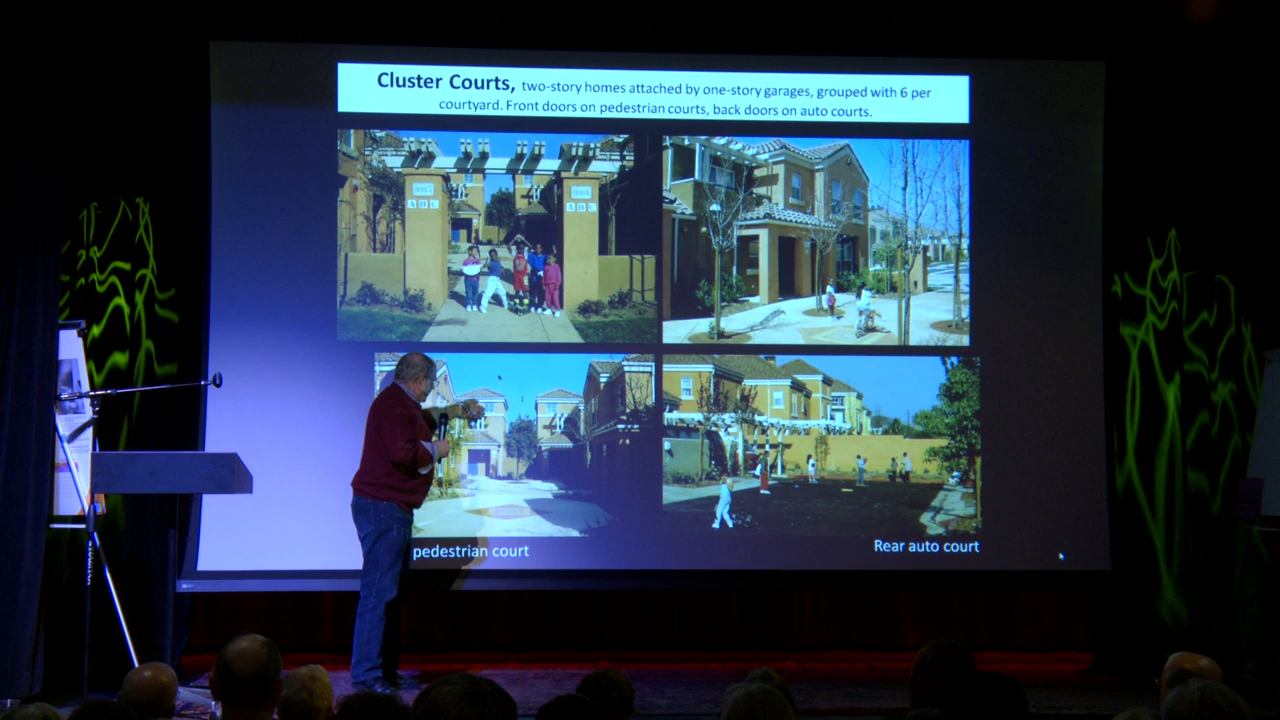 Cluster Courts, two-story homes attached by one-story garages, grouped with 6 per
courtyard. Front doors on pedestrian courts, back doors on auto courts.
A B C
A B C
pedestrian court
Rear auto court